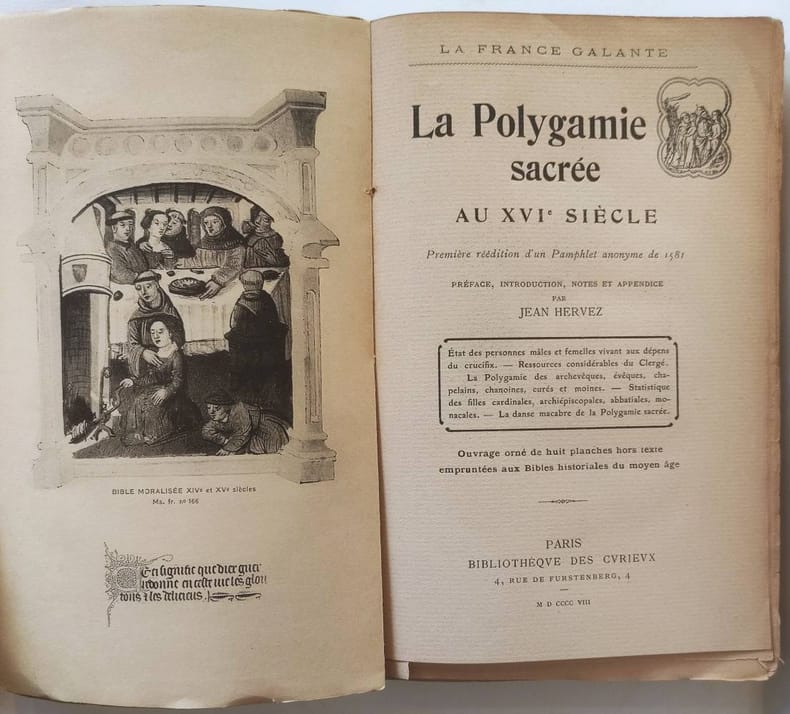 BIBLE MORALISÉE XIVᵉ et XVᵉ siècles
Ms. fr. nº 166
tons & les delicieus.
LA FRANCE GALANTE
La Polygamie
sacrée
AU XVIᵉ SIÈCLE
Première réédition d'un Pamphlet anonyme de 1581
PRÉFACE, INTRODUCTION, NOTES ET APPENDICE
PAR
JEAN HERVEZ
État des personnes mâles et femelles vivant aux dépens
du crucifix. — Ressources considérables du Clergé.
La Polygamie des archevêques, évêques, cha-
pelains, chanoines, curés et moines. — Statistique
des filles cardinales, archiépiscopales, abbatiales, mo-
nacales. — La danse macabre de la Polygamie sacrée.
Ouvrage orné de huit planches hors texte
empruntées aux Bibles historiales du moyen âge
PARIS
BIBLIOTHÈQVE DES CVRIEVX
4, RUE DE FURSTENBERG, 4
M D CCCC VIII